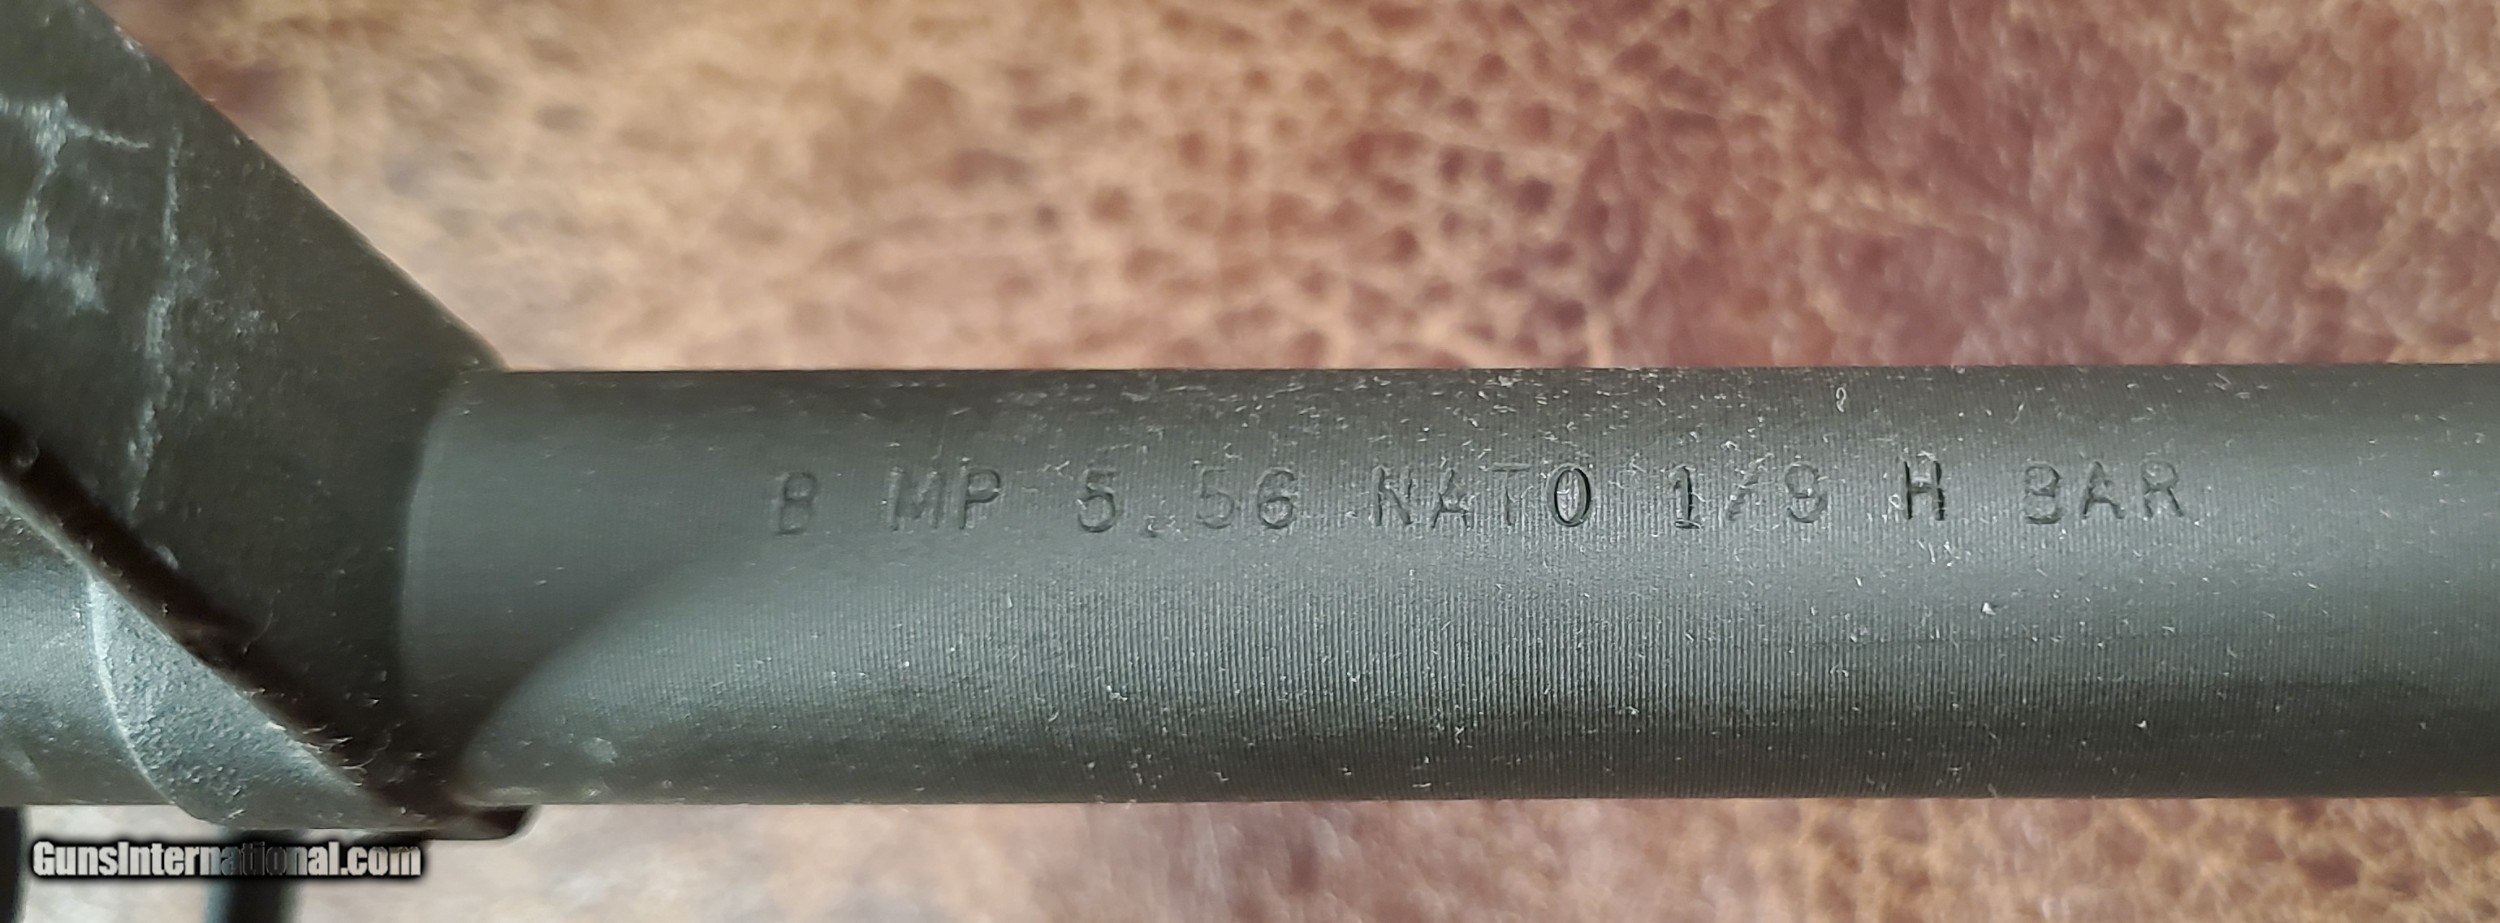 B MP 5.56 NATO 1/9 H BAR
GunsInternational.com